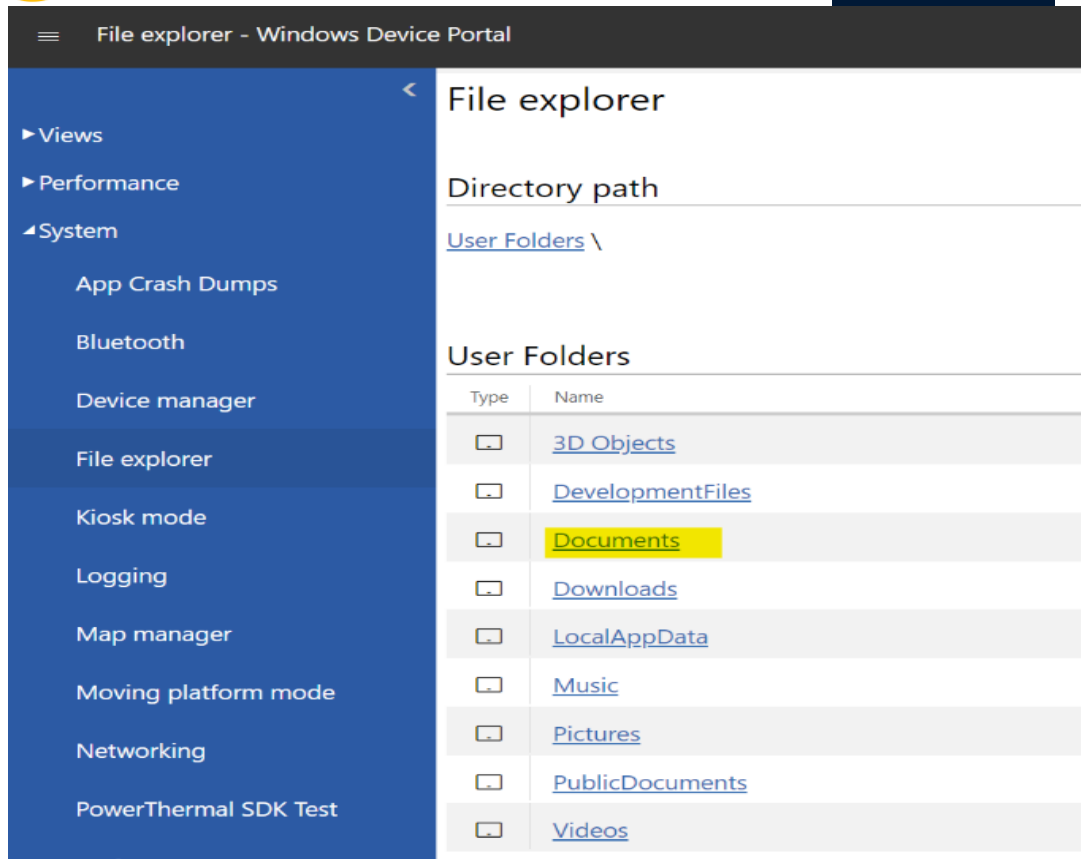 File explorer - Windows Device Portal
Views
Performance
System
App Crash Dumps
Bluetooth
Device manager
File explorer
Kiosk mode
Logging
Map manager
Moving platform mode
Networking
PowerThermal SDK Test
File explorer
Directory path
User Folders \
User Folders
Type Name
3D Objects
DevelopmentFiles
Documents
Downloads
LocalAppData
Music
Pictures
PublicDocuments
Videos